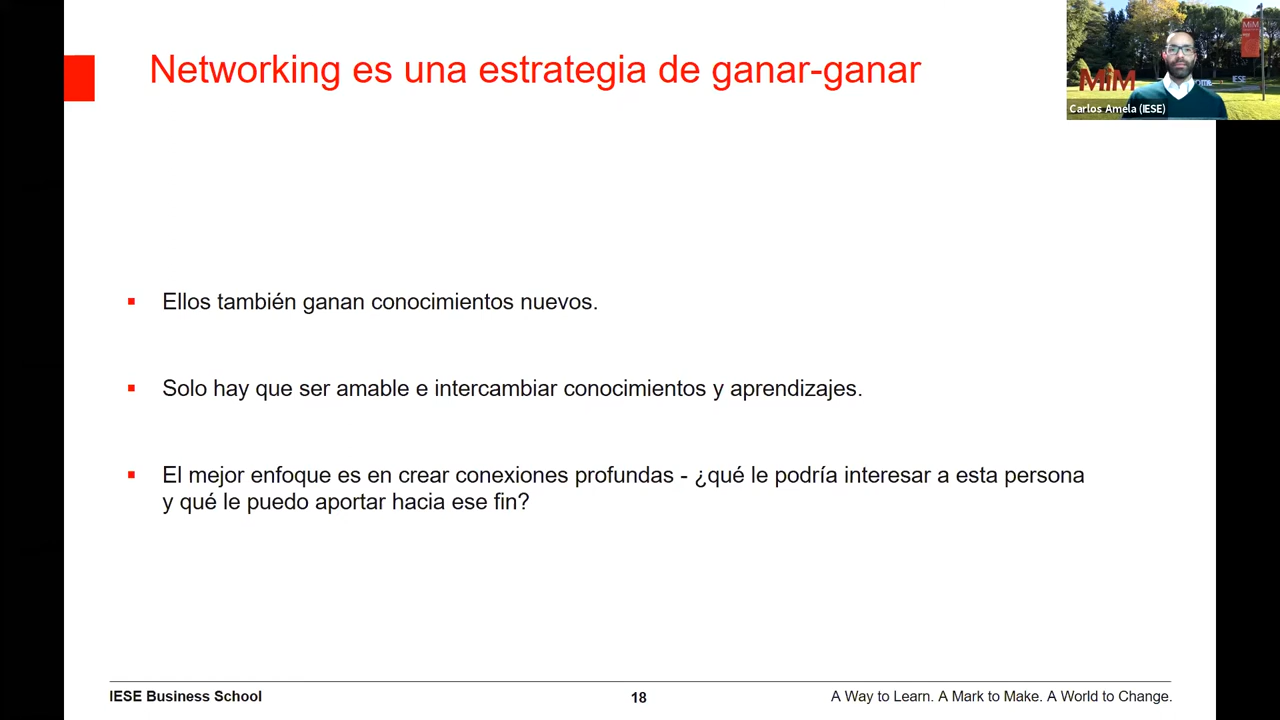 Networking es una estrategia de ganar-ganar
MiM
MiM
IESE
Carlos Amela (IESE)
▪ Ellos también ganan conocimientos nuevos.
▪ Solo hay que ser amable e intercambiar conocimientos y aprendizajes.
▪ El mejor enfoque es en crear conexiones profundas - ¿qué le podría interesar a esta persona
y qué le puedo aportar hacia ese fin?
IESE Business School
18
A Way to Learn. A Mark to Make. A World to Change.